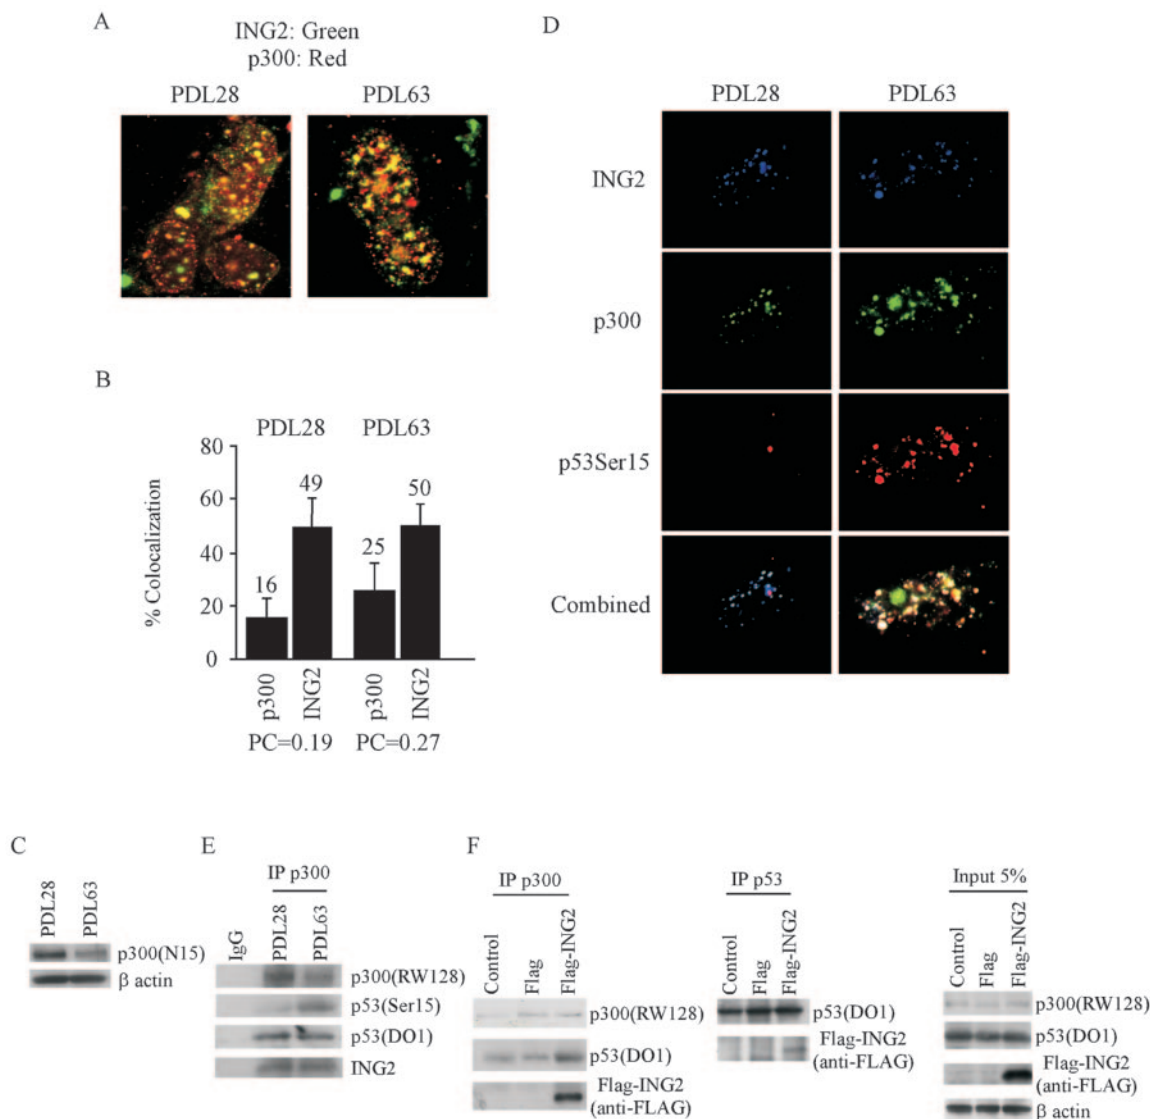 A
ING2: Green
p300: Red
PDL28 PDL63
B
PDL28 PDL63
% Colocalization
80
60
40
20
0
16
49
25
50
p300 ING2 p300 ING2
PC=0.19 PC=0.27
D
PDL28 PDL63
ING2
p300
p53Ser15
Combined
C
PDL28 PDL63
p300(N15)
β actin
E
IP p300
IgG PDL28 PDL63
p300(RW128)
p53(Ser15)
p53(DO1)
ING2
F
IP p300
Control Flag Flag-ING2
p300(RW128)
p53(DO1)
Flag-ING2
(anti-FLAG)
IP p53
Control Flag Flag-ING2
p53(DO1)
Flag-ING2
(anti-FLAG)
Input 5%
Control Flag Flag-ING2
p300(RW128)
p53(DO1)
Flag-ING2
(anti-FLAG)
β actin